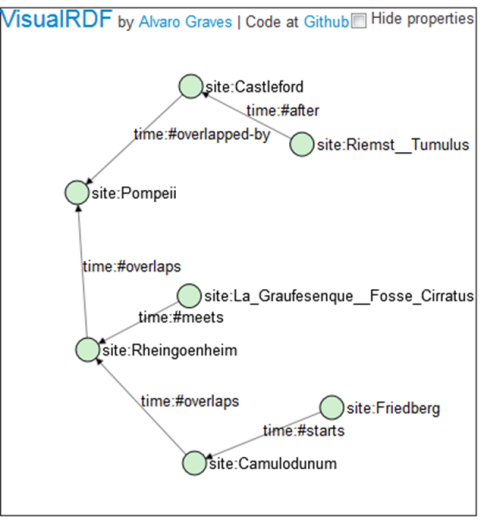 VisualRDF by Alvaro Graves | Code at Github Hide properties
site:Castleford
time:#after
time:#overlapped-by
site:Riemst__Tumulus
site:Pompeii
time:#overlaps
site:La_Graufesenque__Fosse_Cirratus
time:#meets
site:Rheingoenheim
time:#overlaps
site:Friedberg
time:#starts
site:Camulodunum